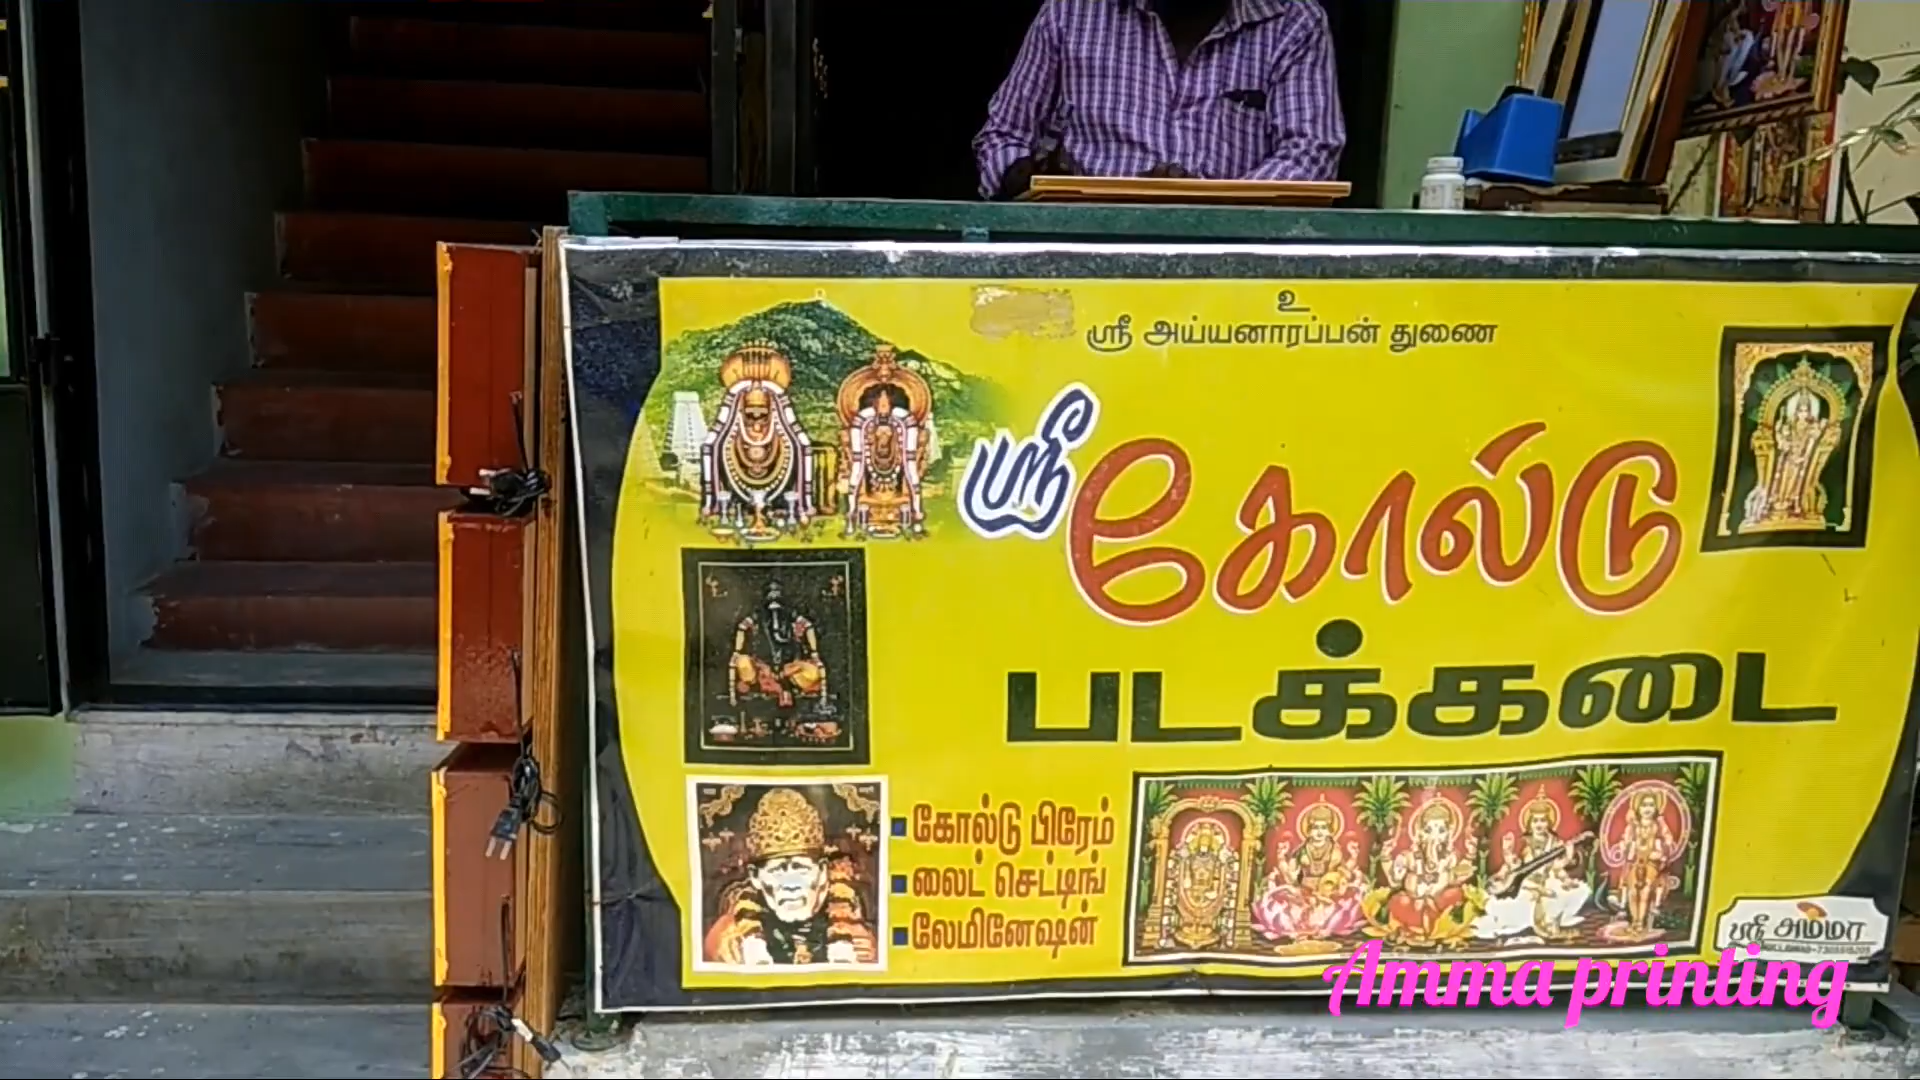 உ
ஸ்ரீ அய்யனாரப்பன் துணை
ஸ்ரீ கோல்டு
படக்கடை
கோல்டு பிரேம்
லைட் செட்டிங்
லேமினேஷன்
ஸ்ரீ அம்மா
Amma printing